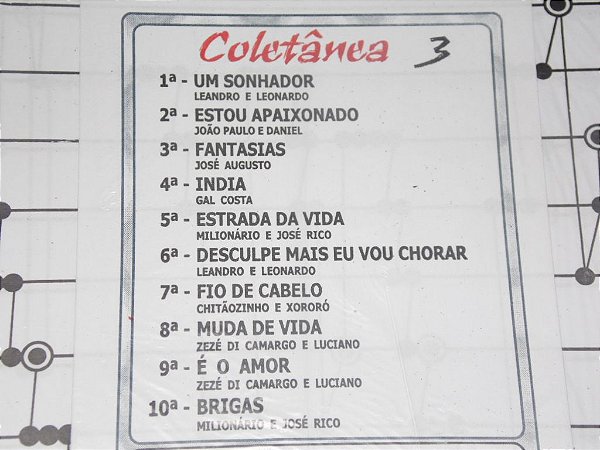 Coletânea 3
1ª - UM SONHADOR
LEANDRO E LEONARDO
2ª - ESTOU APAIXONADO
JOÃO PAULO E DANIEL
3ª - FANTASIAS
JOSÉ AUGUSTO
4ª - INDIA
GAL COSTA
5ª - ESTRADA DA VIDA
MILIONÁRIO E JOSÉ RICO
6ª - DESCULPE MAIS EU VOU CHORAR
LEANDRO E LEONARDO
7ª - FIO DE CABELO
CHITÃOZINHO E XORORÓ
8ª - MUDA DE VIDA
ZEZÉ DI CAMARGO E LUCIANO
9ª - É O AMOR
ZEZÉ DI CAMARGO E LUCIANO
10ª - BRIGAS
MILIONÁRIO E JOSÉ RICO